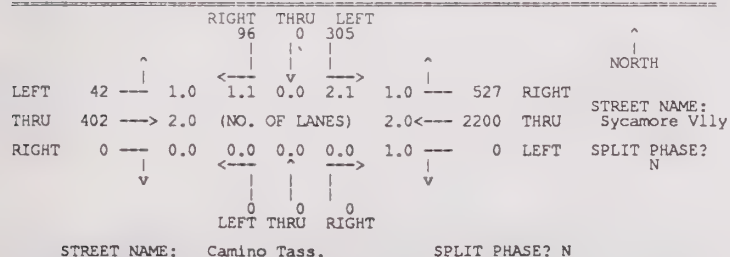 RIGHT THRU LEFT
96 0 305
^ | | | ^
| | | | |
| | | ^ NORTH
| <--- v ---> |
LEFT 42 --- 1.0 1.1 0.0 2.1 1.0 --- 527 RIGHT
STREET NAME:
THRU 402 ---> 2.0 (NO. OF LANES) 2.0<--- 2200 THRU Sycamore Vlly
RIGHT 0 --- 0.0 0.0 0.0 0.0 1.0 --- 0 LEFT SPLIT PHASE?
| <--- ^ ---> | N
v | | | v
| | |
0 0 0
LEFT THRU RIGHT
STREET NAME: Camino Tass. SPLIT PHASE? N